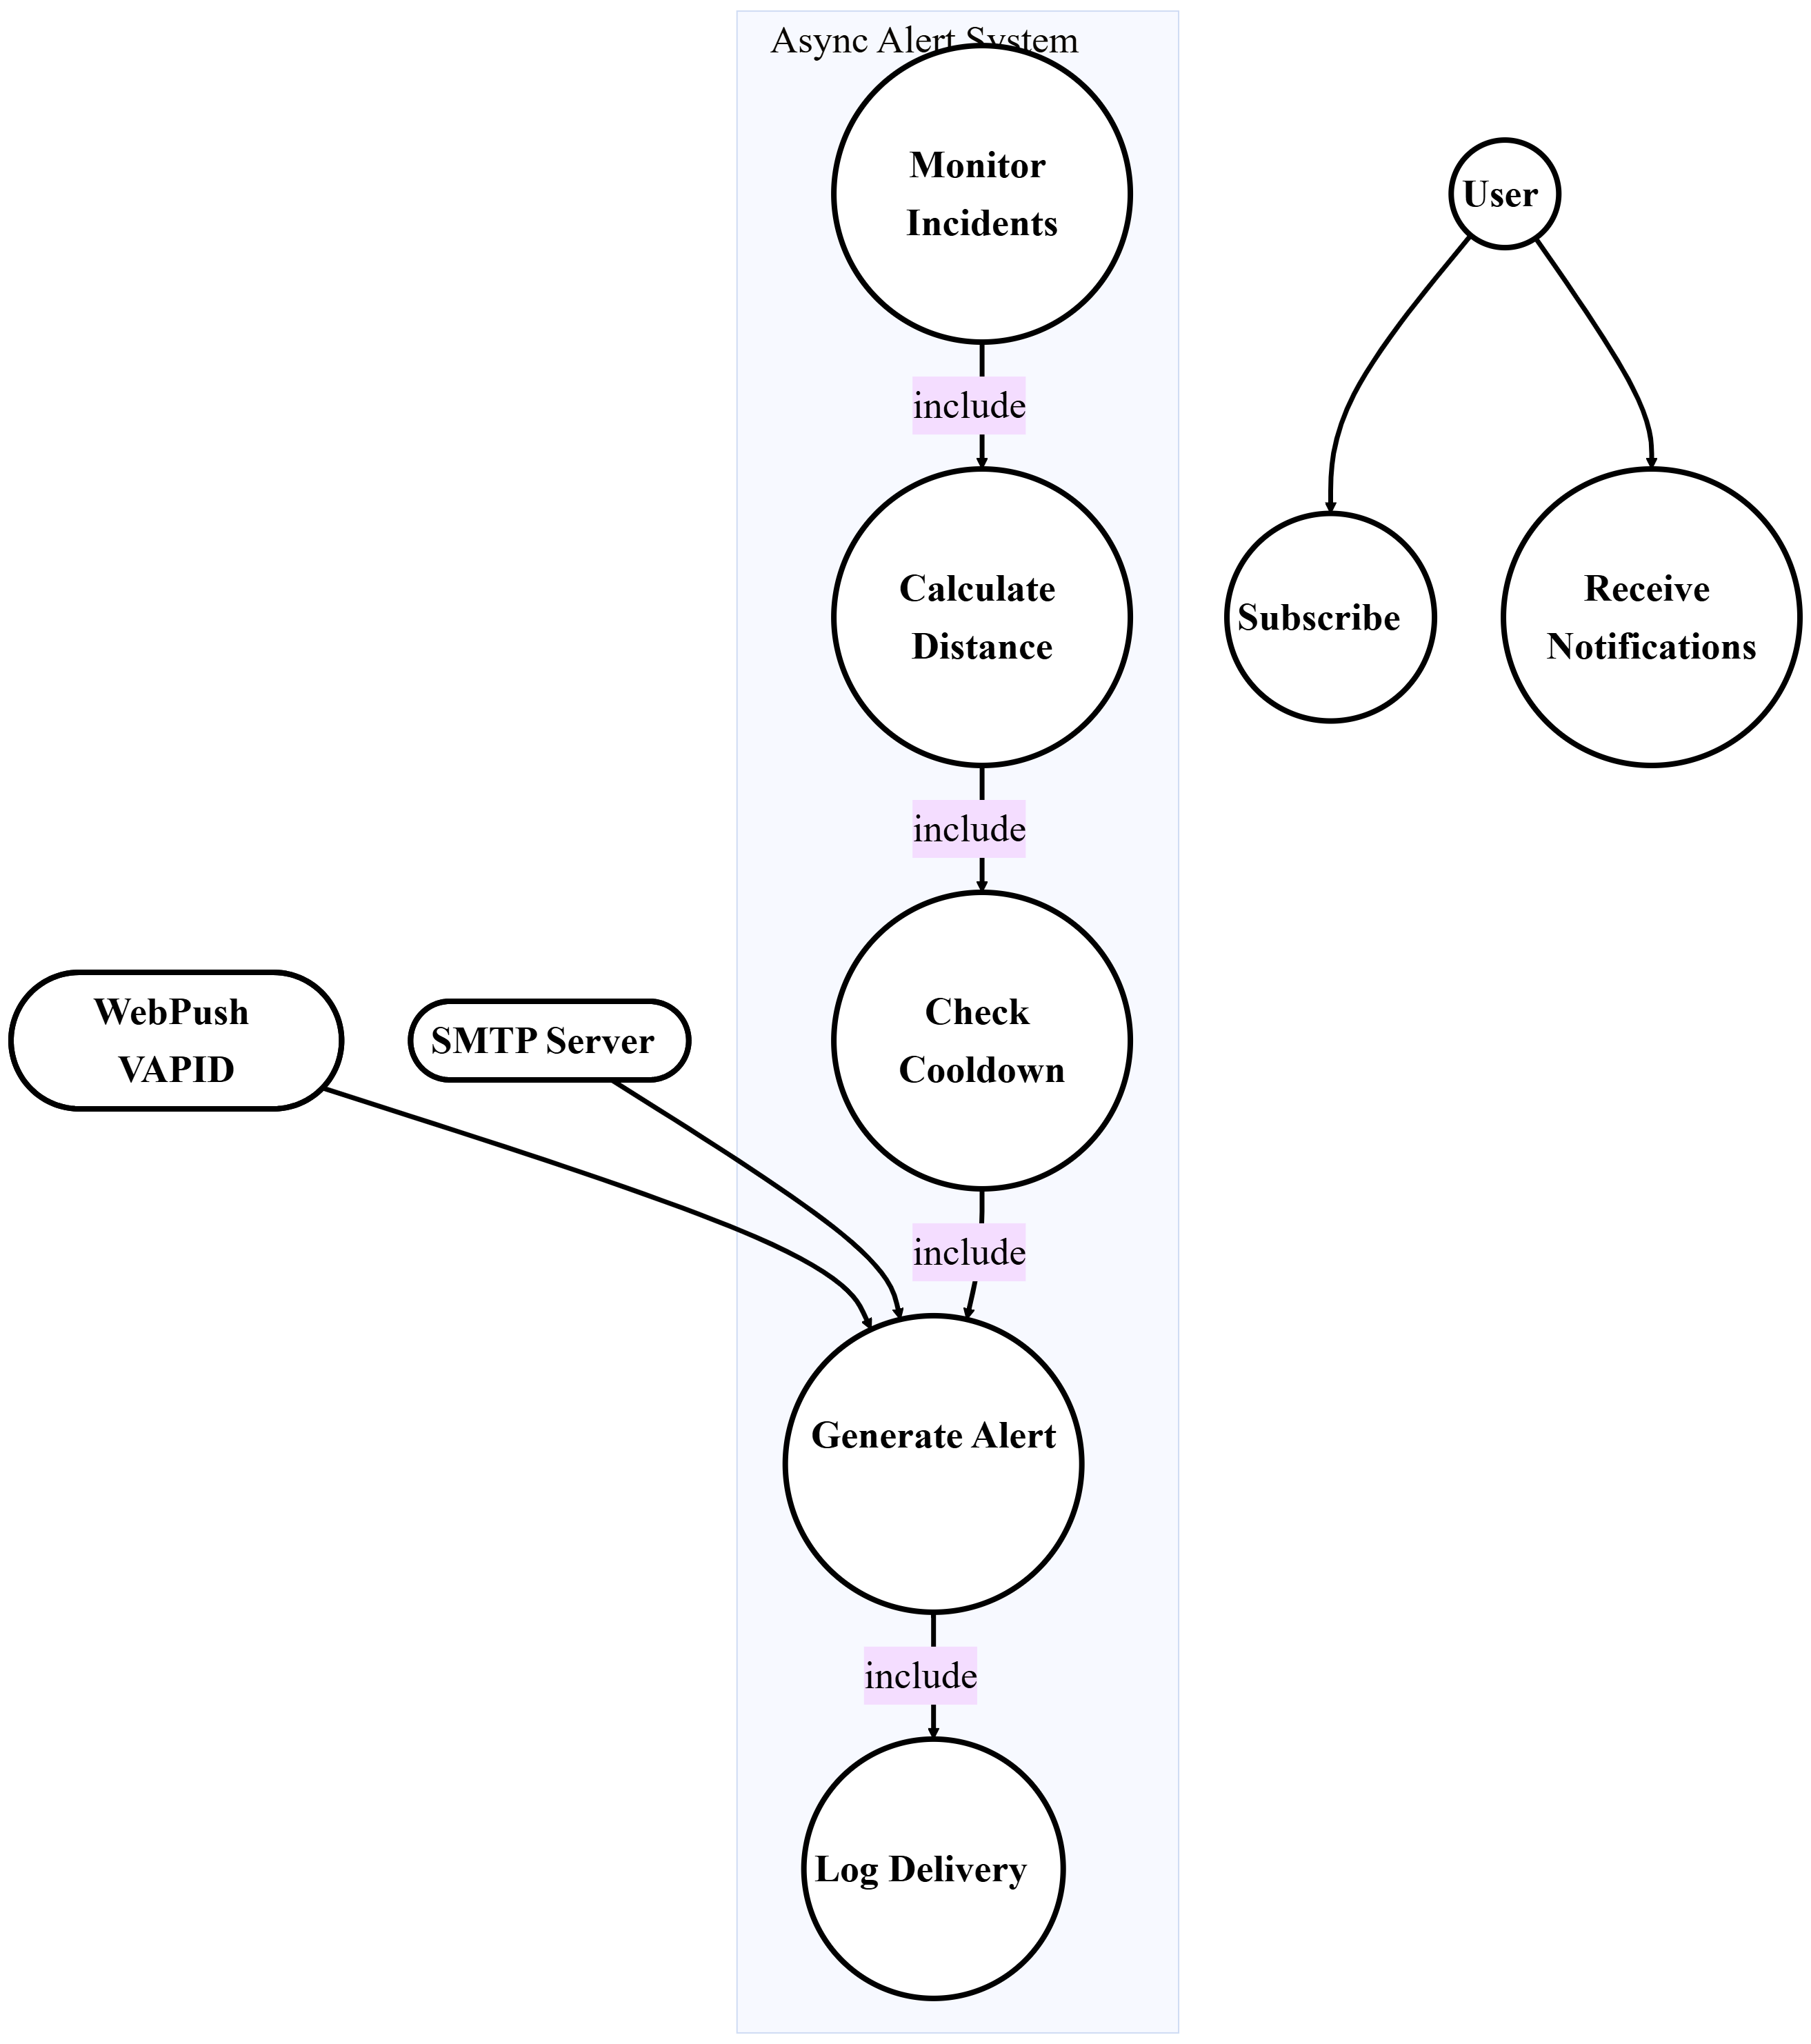 Async Alert System
Monitor
Incidents
User
include
Calculate
Distance
Subscribe
Receive
Notifications
include
Check
Cooldown
WebPush
VAPID
SMTP Server
include
Generate Alert
include
Log Delivery